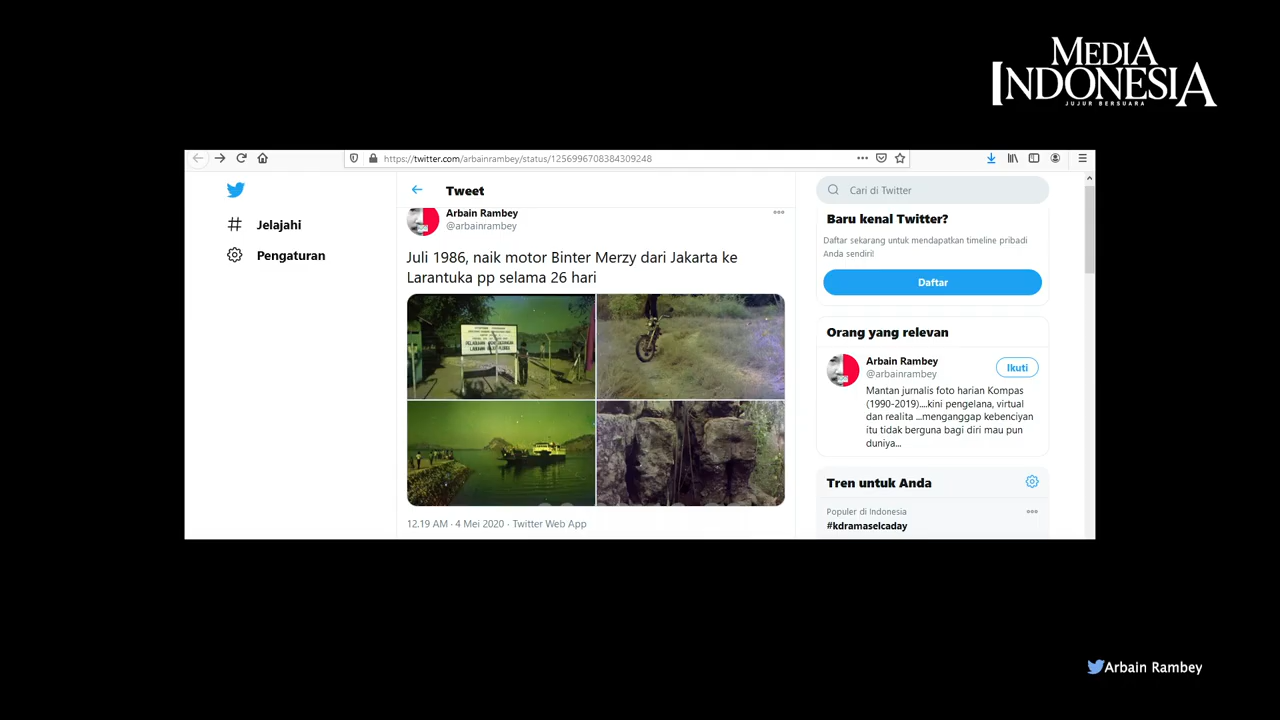 MEDIA
INDONESIA
JUJUR BERSUARA
https://twitter.com/arbainrambey/status/1256996708384309248
Jelajahi
Pengaturan
Tweet
Arbain Rambey
@arbainrambey
Juli 1986, naik motor Binter Merzy dari Jakarta ke
Larantuka pp selama 26 hari
12.19 AM · 4 Mei 2020 · Twitter Web App
Cari di Twitter
Baru kenal Twitter?
Daftar sekarang untuk mendapatkan timeline pribadi
Anda sendiri!
Daftar
Orang yang relevan
Arbain Rambey
@arbainrambey
Ikuti
Mantan jurnalis foto harian Kompas
(1990-2019)....kini pengelana, virtual
dan realita ...menganggap kebenciyan
itu tidak berguna bagi diri mau pun
duniya...
Tren untuk Anda
Populer di Indonesia
#kdramaselcaday
Arbain Rambey